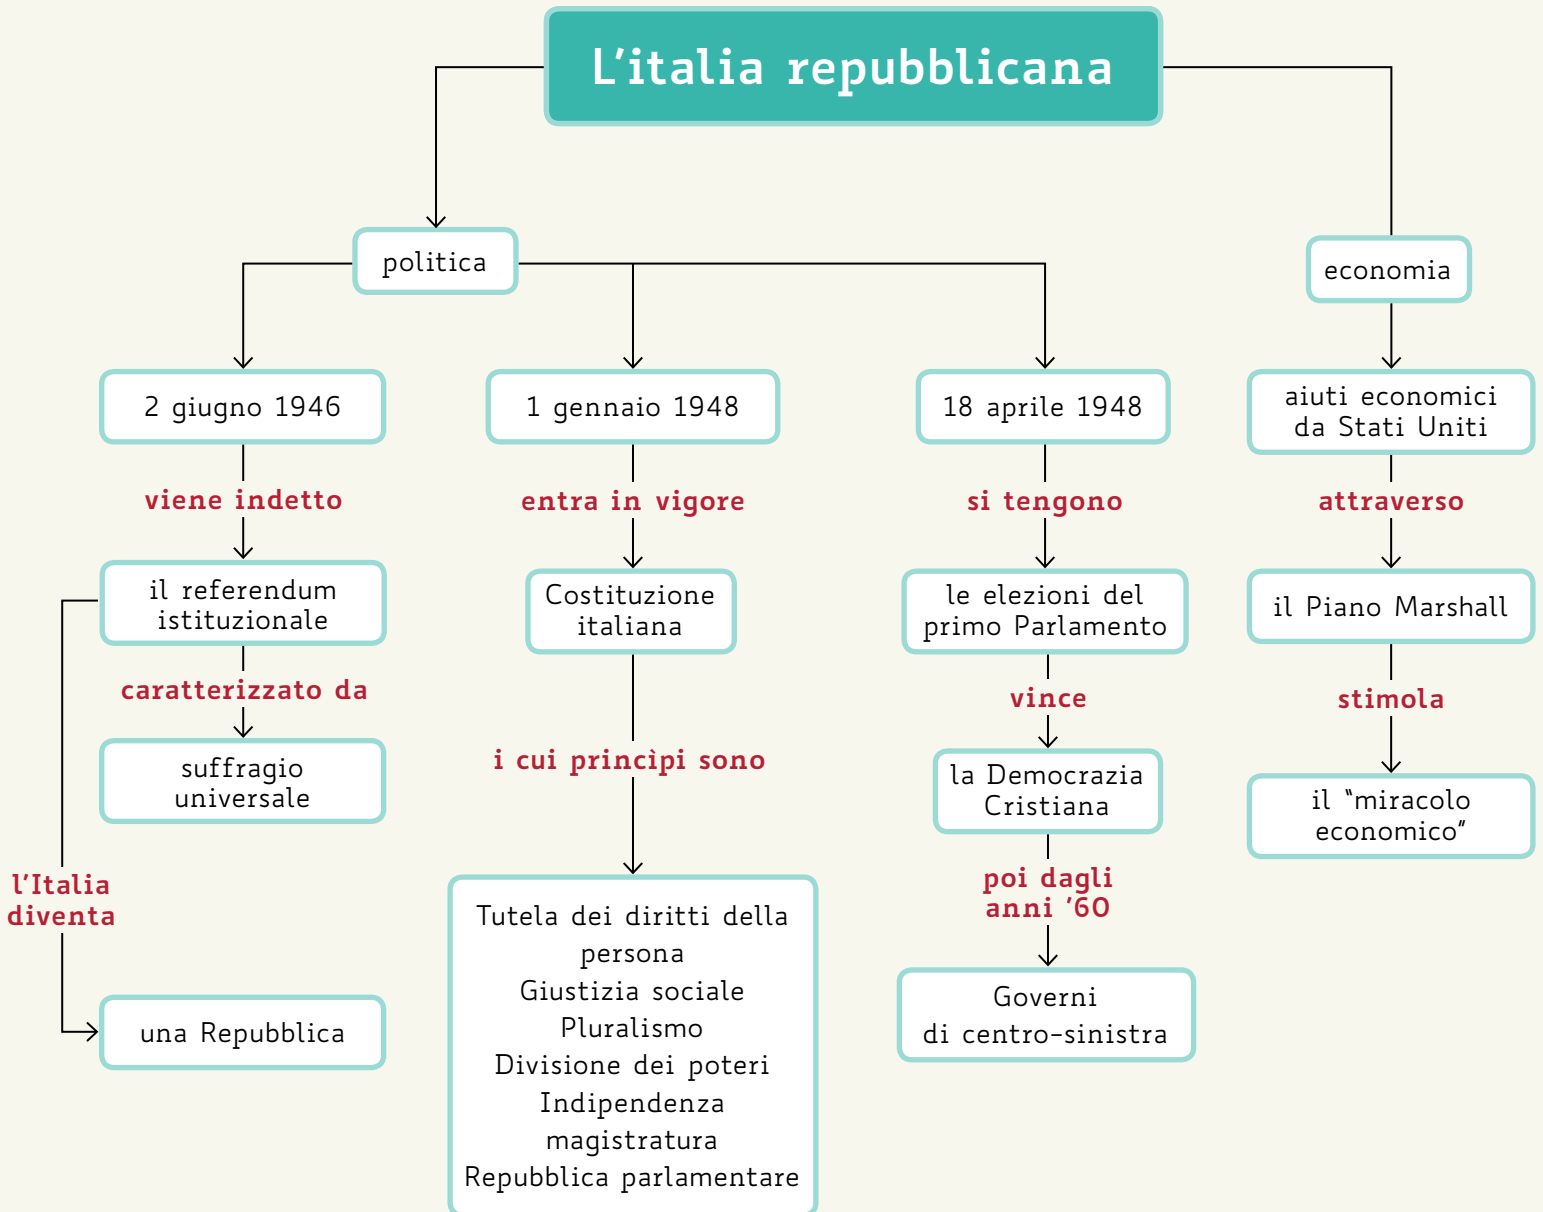 L'italia repubblicana
politica
economia
2 giugno 1946
1 gennaio 1948
18 aprile 1948
aiuti economici
da Stati Uniti
viene indetto
entra in vigore
si tengono
attraverso
il referendum
istituzionale
Costituzione
italiana
le elezioni del
primo Parlamento
il Piano Marshall
caratterizzato da
vince
stimola
suffragio
universale
i cui princìpi sono
la Democrazia
Cristiana
il "miracolo
economico"
l'Italia
diventa
poi dagli
anni '60
Tutela dei diritti della
persona
Giustizia sociale
Pluralismo
Divisione dei poteri
Indipendenza
magistratura
Repubblica parlamentare
Governi
di centro-sinistra
una Repubblica